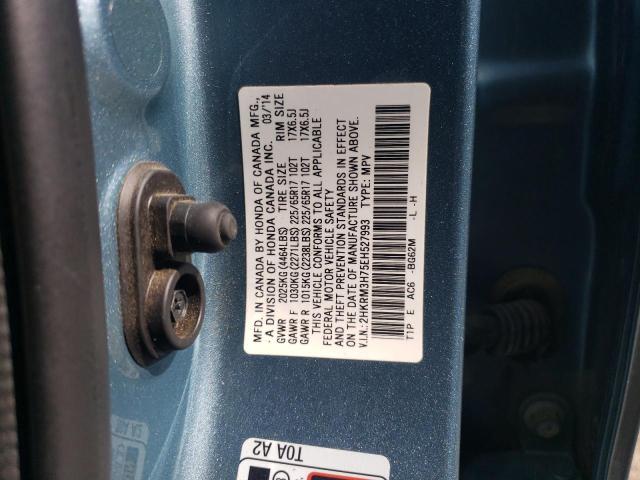 MFD. IN CANADA BY HONDA OF CANADA MFG.,
A DIVISION OF HONDA CANADA INC. 03/14
GVWR 2025KG(4464LBS) TIRE SIZE RIM SIZE
GAWR F 1030KG(2271LBS) 225/65R17 102T 17X6.5J
GAWR R 1015KG(2238LBS) 225/65R17 102T 17X6.5J
THIS VEHICLE CONFORMS TO ALL APPLICABLE
FEDERAL MOTOR VEHICLE SAFETY
AND THEFT PREVENTION STANDARDS IN EFFECT
ON THE DATE OF MANUFACTURE SHOWN ABOVE.
V.I.N.: 2HKRM3H75EH527993 TYPE: MPV
T1P E AC6 -BG62M -L -H
T0A A2